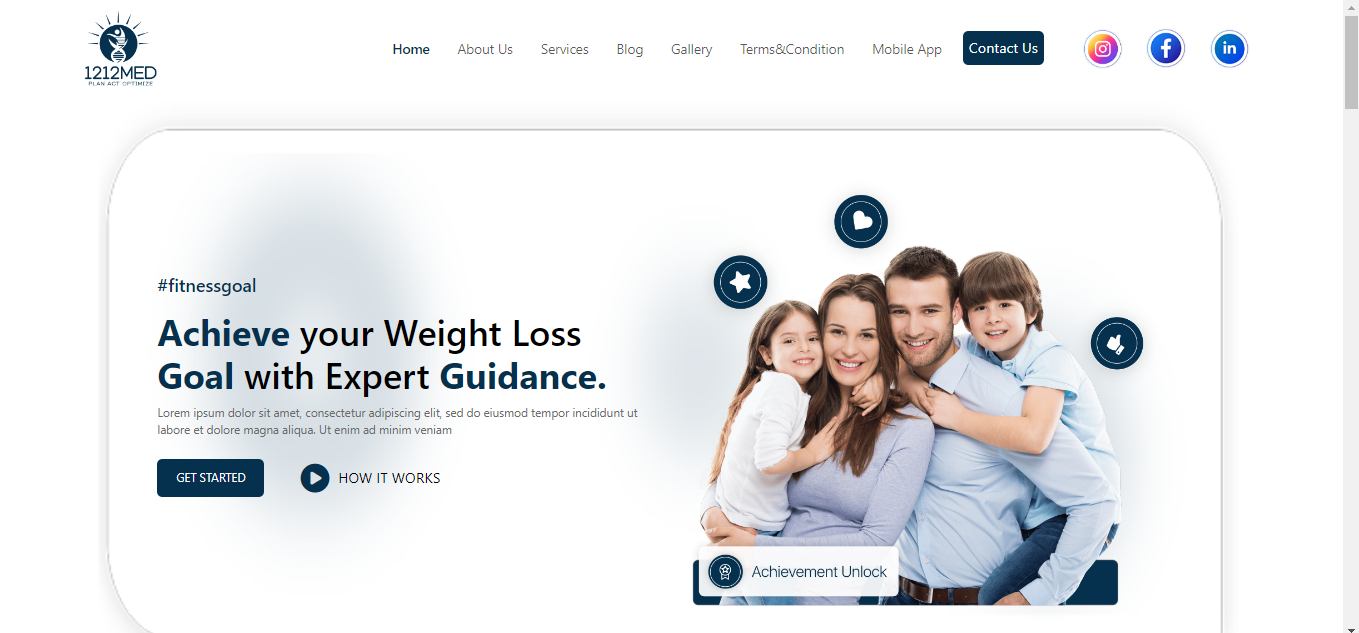 1212MED
PLAN ACT OPTIMIZE
Home
About Us
Services
Blog
Gallery
Terms&Condition
Mobile App
Contact Us
in
#fitnessgoal
Achieve your Weight Loss
Goal with Expert Guidance.
Lorem ipsum dolor sit amet, consectetur adipiscing elit, sed do eiusmod tempor incididunt ut
labore et dolore magna aliqua. Ut enim ad minim veniam
GET STARTED
HOW IT WORKS
Achievement Unlock